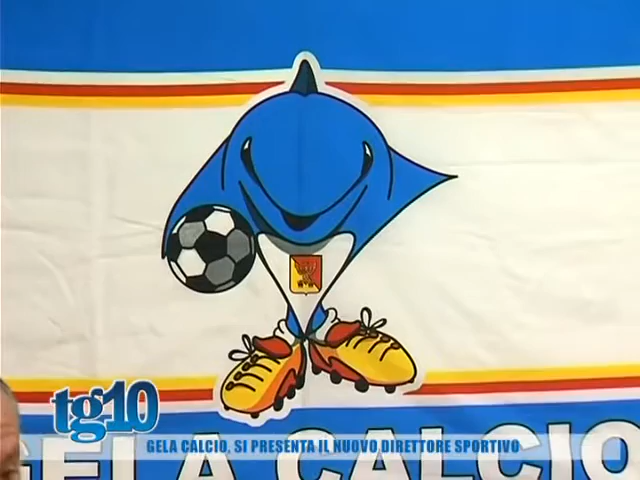 tg10
GELA CALCIO, SI PRESENTA IL NUOVO DIRETTORE SPORTIVO
GELA CALCIO